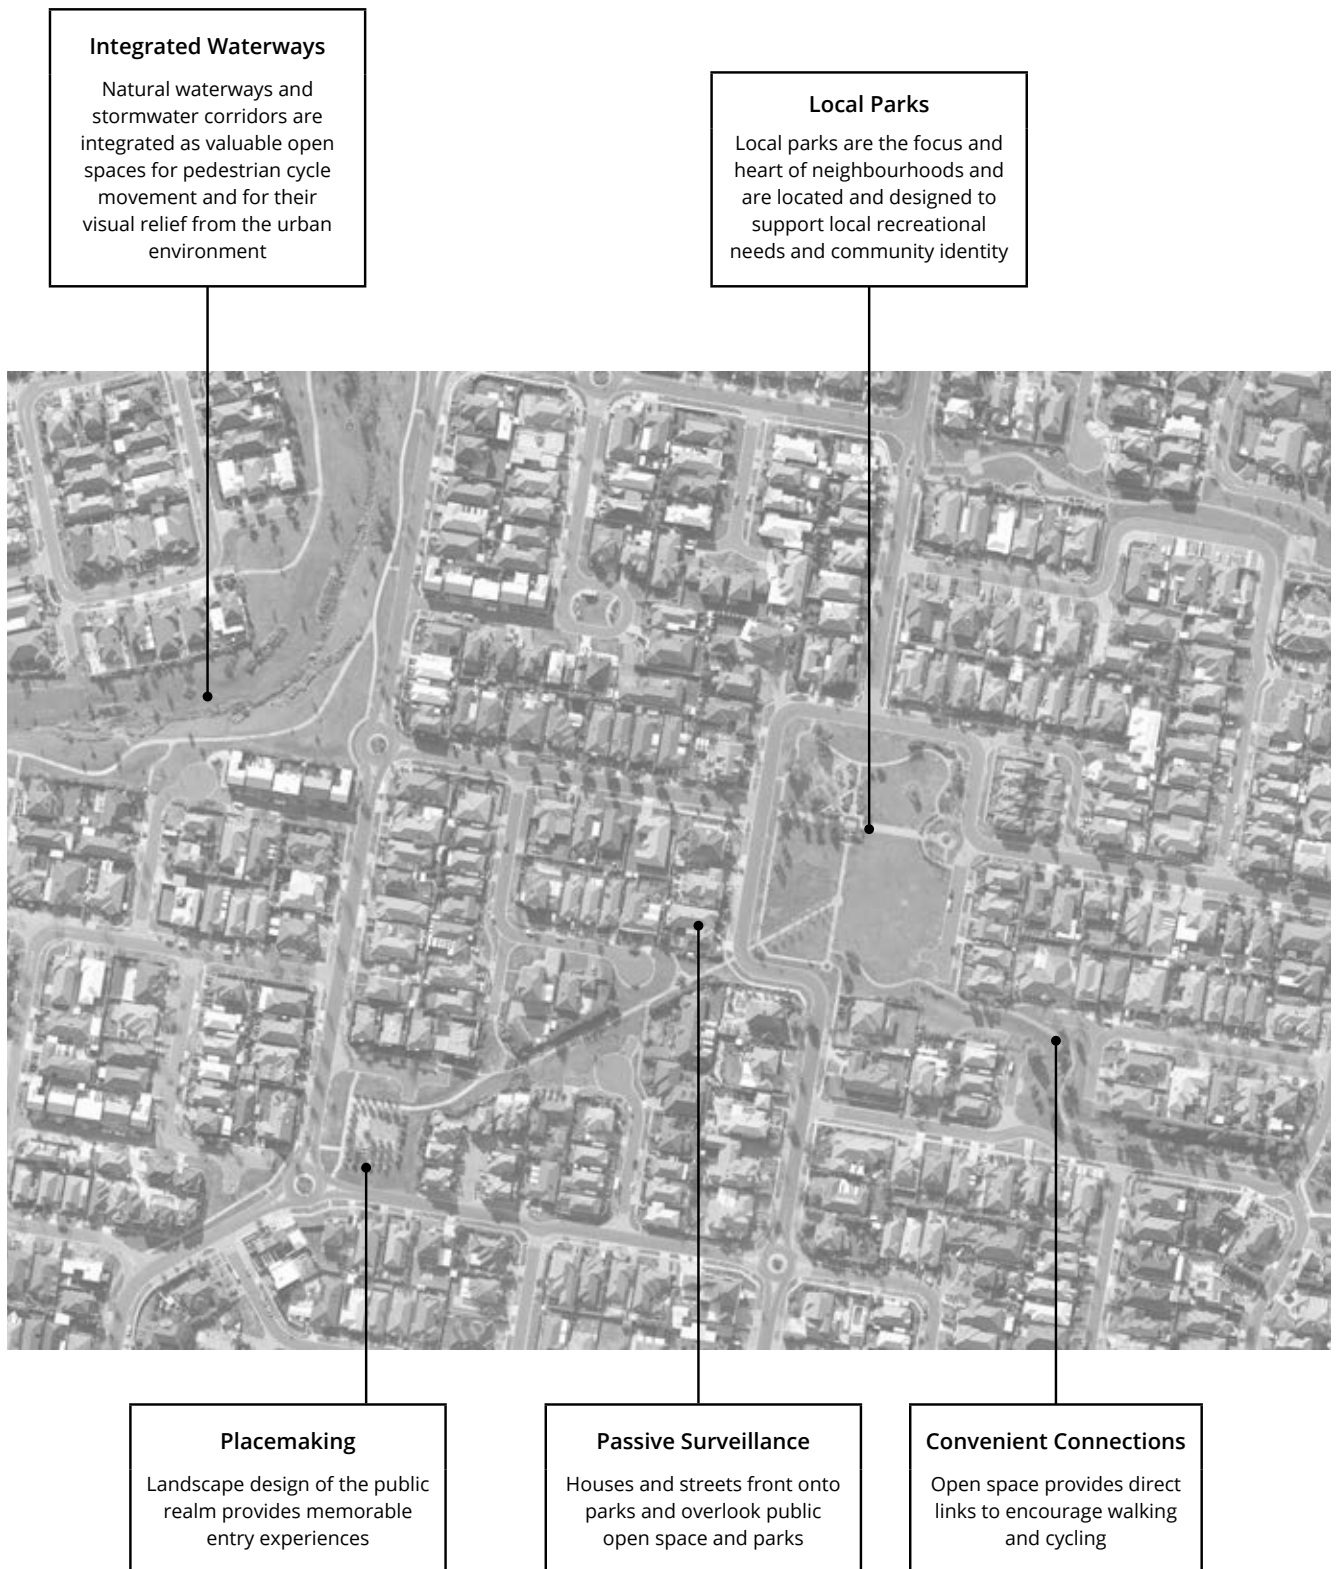 Integrated Waterways
Natural waterways and
stormwater corridors are
integrated as valuable open
spaces for pedestrian cycle
movement and for their
visual relief from the urban
environment
Local Parks
Local parks are the focus and
heart of neighbourhoods and
are located and designed to
support local recreational
needs and community identity
Placemaking
Landscape design of the public
realm provides memorable
entry experiences
Passive Surveillance
Houses and streets front onto
parks and overlook public
open space and parks
Convenient Connections
Open space provides direct
links to encourage walking
and cycling